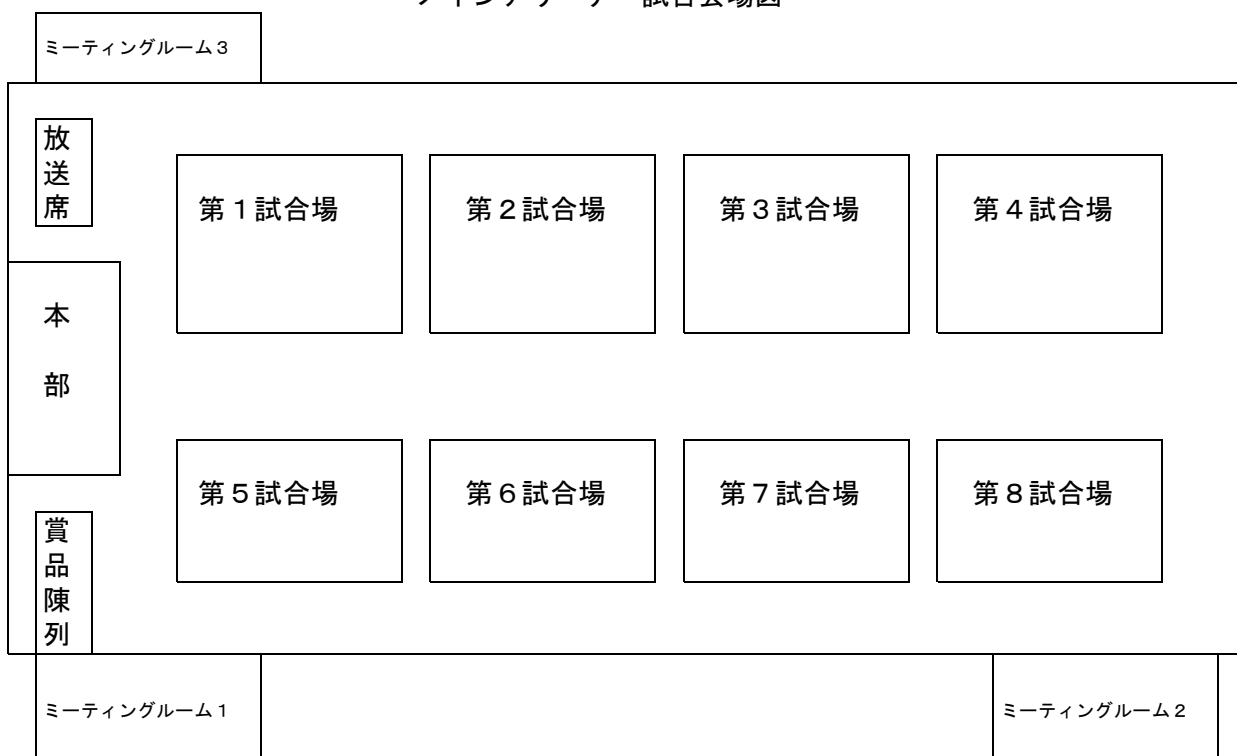 ミーティングルーム３
放送席
第１試合場
第２試合場
第３試合場
第４試合場
本部
第５試合場
第６試合場
第７試合場
第８試合場
賞品陳列
ミーティングルーム１
ミーティングルーム２